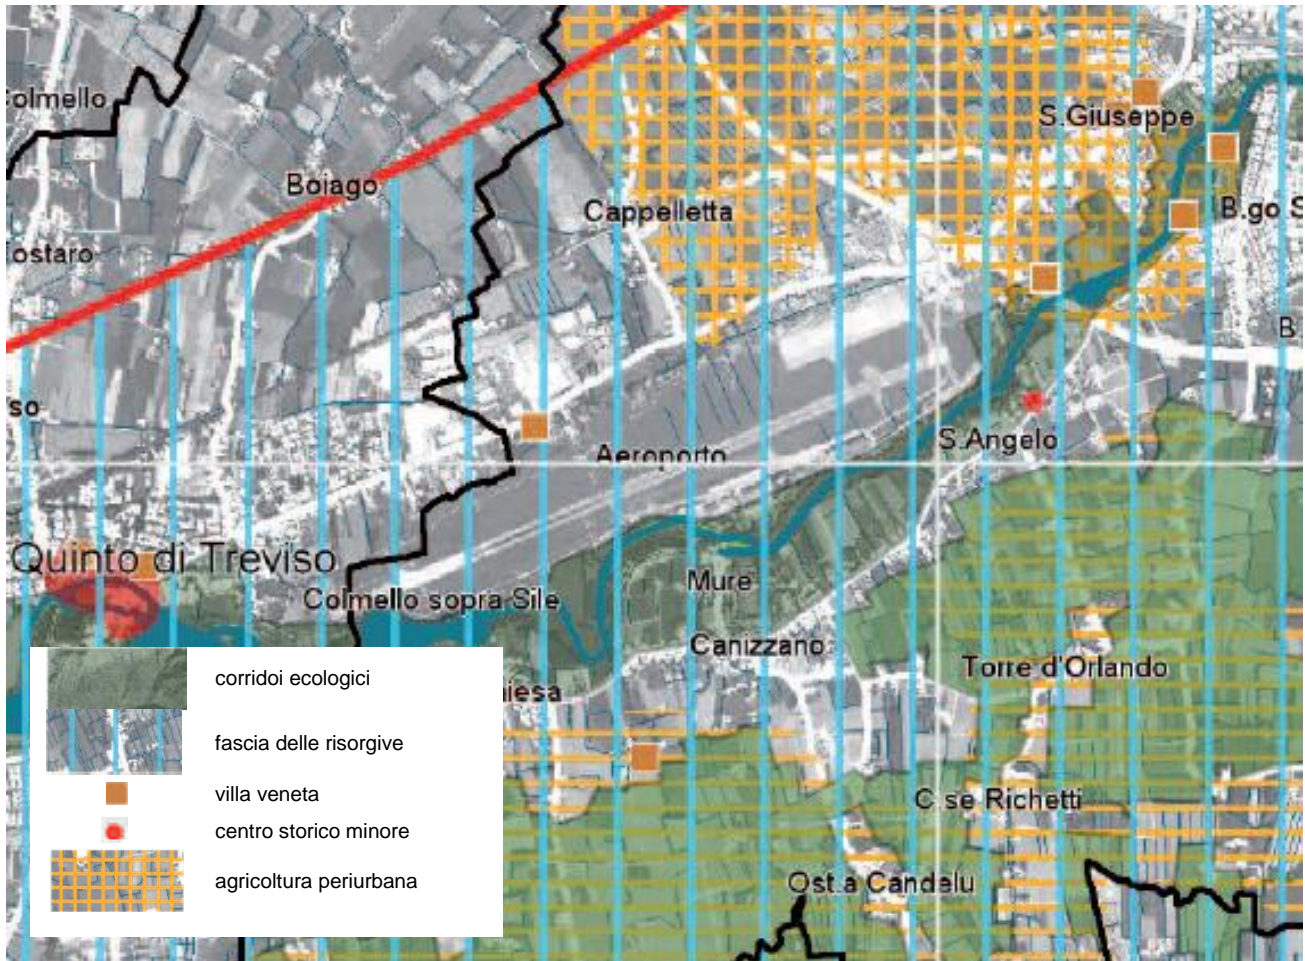 Colmello
S.Giuseppe
Boiago
Cappelletta
B.go S
ostaro
B
so
S.Angelo
Aeroporto
Quinto di Treviso
Mure
Colmello sopra Sile
Canizzano
Torre d'Orlando
corridoi ecologici
iesa
fascia delle risorgive
villa veneta
C.se Richetti
centro storico minore
agricoltura periurbana
Ost.a Candelu